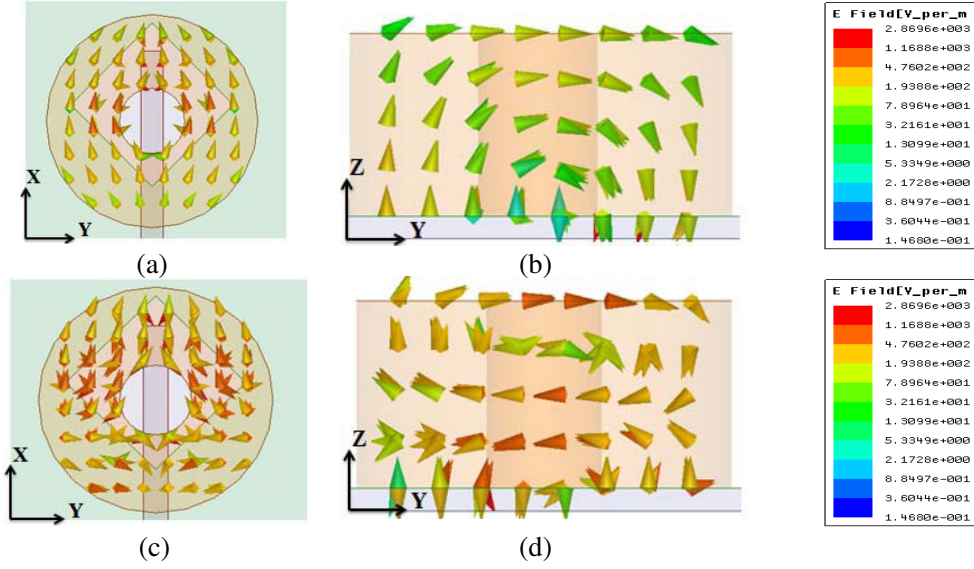 X
Y
(a)
Z
Y
(b)
E Field[V_per_m
2.8696e+003
1.1688e+003
4.7602e+002
1.9388e+002
7.8964e+001
3.2161e+001
1.3099e+001
5.3349e+000
2.1728e+000
8.8497e-001
3.6044e-001
1.4680e-001
X
Y
(c)
Z
Y
(d)
E Field[V_per_m
2.8696e+003
1.1688e+003
4.7602e+002
1.9388e+002
7.8964e+001
3.2161e+001
1.3099e+001
5.3349e+000
2.1728e+000
8.8497e-001
3.6044e-001
1.4680e-001